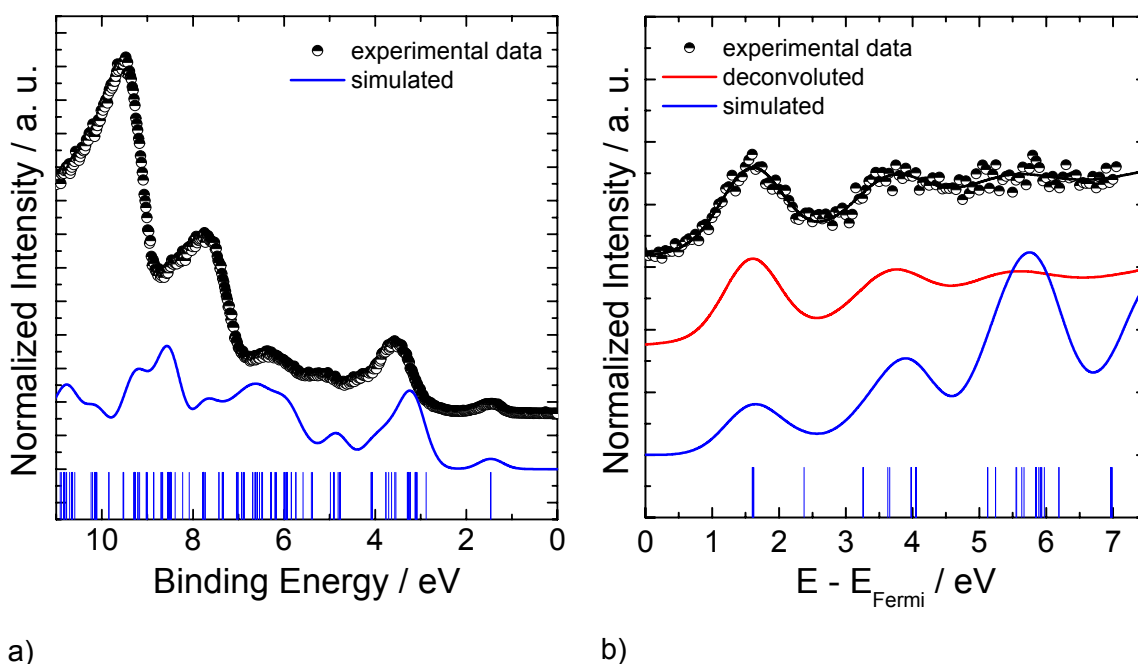 Normalized Intensity / a. u.
experimental data
simulated
10 8 6 4 2 0
Binding Energy / eV
a)
Normalized Intensity / a. u.
experimental data
deconvoluted
simulated
0 1 2 3 4 5 6 7
E - E_Fermi / eV
b)